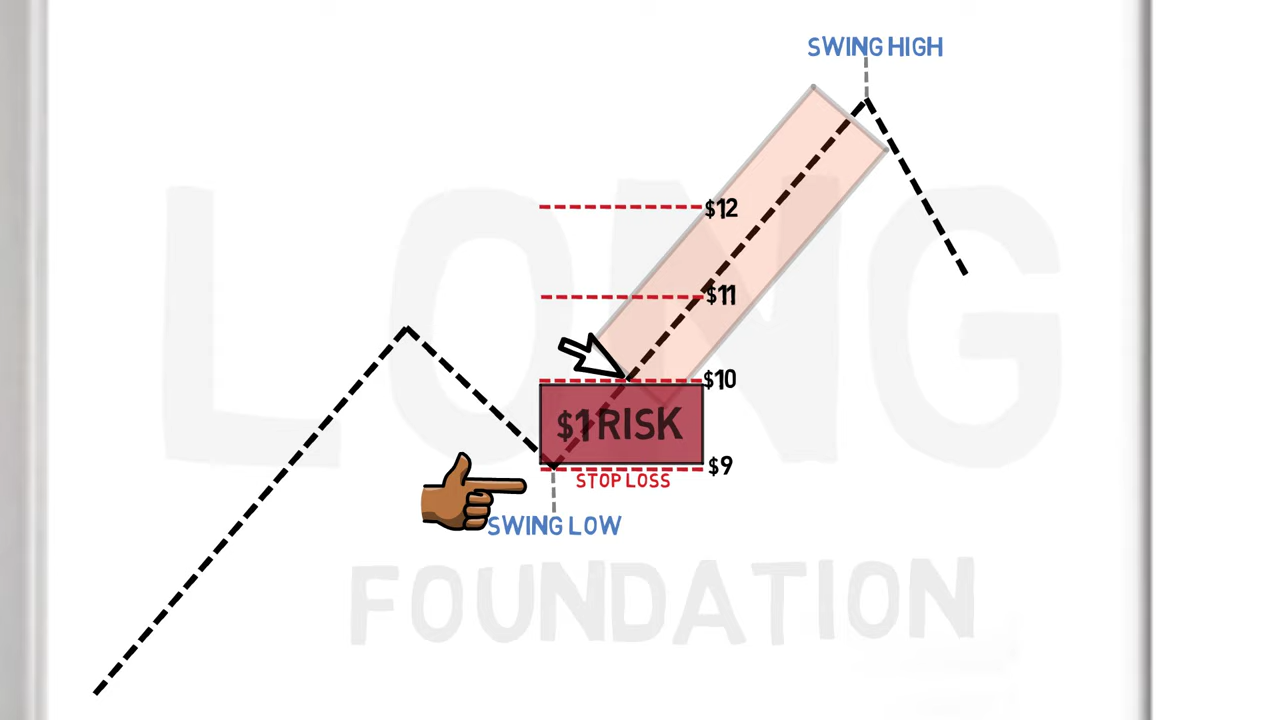 SWING HIGH
$12
$11
$10
$1 RISK
$9
STOP LOSS
SWING LOW
LONG
FOUNDATION